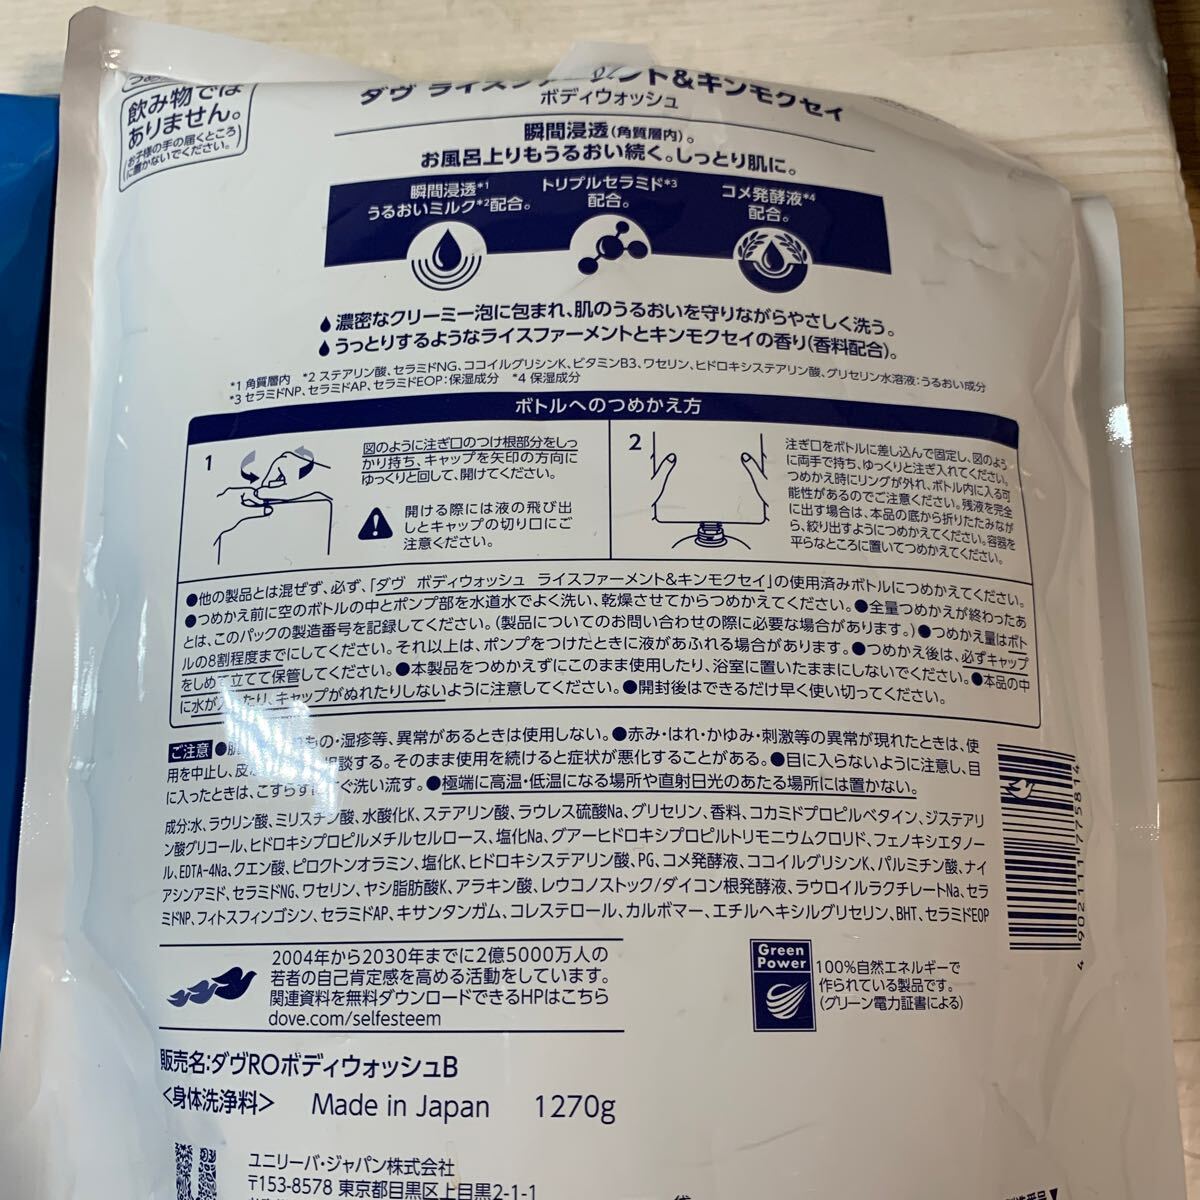 飲み物では
ありません。
(お子様の手の届くところ
に置かないでください。)
ダヴ ライスファーメント&キンモクセイ
ボディウォッシュ
瞬間浸透(角質層内)。
お風呂上りもうるおい続く。しっとり肌に。
瞬間浸透*1
うるおいミルク*2配合。
トリプルセラミド*3
配合。
コメ発酵液*4
配合。
濃密なクリーミー泡に包まれ、肌のうるおいを守りながらやさしく洗う。
うっとりするようなライスファーメントとキンモクセイの香り(香料配合)。
*1 角質層内 *2 ステアリン酸、セラミドNG、ココイルグリシンK、ビタミンB3、ワセリン、ヒドロキシステアリン酸、グリセリン水溶液:うるおい成分
*3 セラミドNP、セラミドAP、セラミドEOP:保湿成分 *4 保湿成分
ボトルへのつめかえ方
1
図のように注ぎ口のつけ根部分をしっ
かり持ち、キャップを矢印の方向に
ゆっくりと回して、開けてください。
開ける際には液の飛び出
しとキャップの切り口にご
注意ください。
2
注ぎ口をボトルに差し込んで固定し、図のよう
に両手で持ち、ゆっくりと注ぎ入れてください。
つめかえ時にリングが外れ、ボトル内に入る可
能性があるのでご注意ください。残液を完全
に出す場合は、本品の底から折りたたみなが
ら、絞り出すようにつめかえてください。容器を
平らなところに置いてつめかえてください。
●他の製品とは混ぜず、必ず、「ダヴ ボディウォッシュ ライスファーメント&キンモクセイ」の使用済みボトルにつめかえてください。
●つめかえ前に空のボトルの中とポンプ部を水道水でよく洗い、乾燥させてからつめかえてください。●全量つめかえが終わったあ
とは、このパックの製造番号を記録してください。(製品についてのお問い合わせの際に必要な場合があります。)●つめかえ量はボト
ルの8割程度までにしてください。それ以上は、ポンプをつけたときに液があふれる場合があります。●つめかえ後は、必ずキャップ
をしめて立てて保管してください。●本製品をつめかえずにこのまま使用したり、浴室に置いたままにしないでください。●本品の中
に水が入ったり、キャップがぬれたりしないように注意してください。●開封後はできるだけ早く使い切ってください。
ご注意 ●もの・湿疹等、異常があるときは使用しない。●赤み・はれ・かゆみ・刺激等の異常が現れたときは、使
用を中止し、皮相談する。そのまま使用を続けると症状が悪化することがある。●目に入らないように注意し、目
に入ったときは、こすらずにすぐ洗い流す。●極端に高温・低温になる場所や直射日光のあたる場所には置かない。
成分:水、ラウリン酸、ミリスチン酸、水酸化K、ステアリン酸、ラウレス硫酸Na、グリセリン、香料、コカミドプロピルベタイン、ジステアリ
ン酸グリコール、ヒドロキシプロピルメチルセルロース、塩化Na、グアーヒドロキシプロピルトリモニウムクロリド、フェノキシエタノー
ル、EDTA-4Na、クエン酸、ピロクトンオラミン、塩化K、ヒドロキシステアリン酸、PG、コメ発酵液、ココイルグリシンK、パルミチン酸、ナイ
アシンアミド、セラミドNG、ワセリン、ヤシ脂肪酸K、アラキン酸、レウコノストック/ダイコン根発酵液、ラウロイルラクチレートNa、セラ
ミドNP、フィトスフィンゴシン、セラミドAP、キサンタンガム、コレステロール、カルボマー、エチルヘキシルグリセリン、BHT、セラミドEOP
4 902111 775814
2004年から2030年までに2億5000万人の
若者の自己肯定感を高める活動をしています。
関連資料を無料ダウンロードできるHPはこちら
dove.com/selfesteem
Green
Power
100%自然エネルギーで
作られている製品です。
(グリーン電力証書による)
販売名:ダヴROボディウォッシュB
<身体洗浄料> Made in Japan 1270g
ユニリーバ・ジャパン株式会社
〒153-8578 東京都目黒区上目黒2-1-1